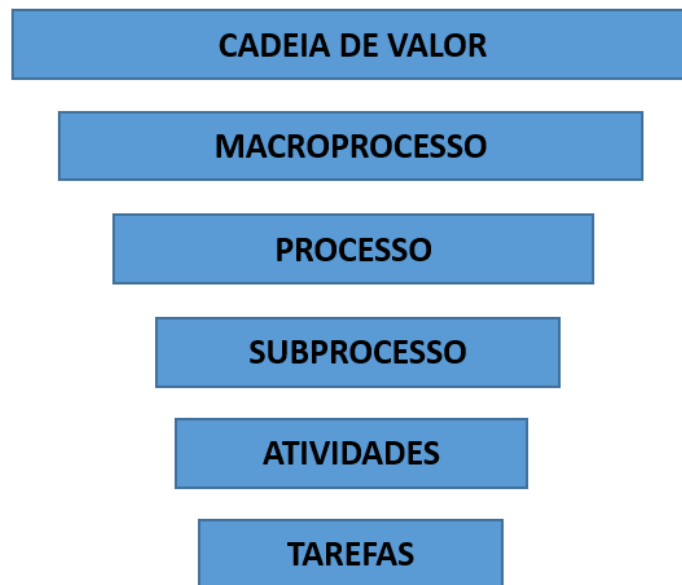 CADEIA DE VALOR
MACROPROCESSO
PROCESSO
SUBPROCESSO
ATIVIDADES
TAREFAS